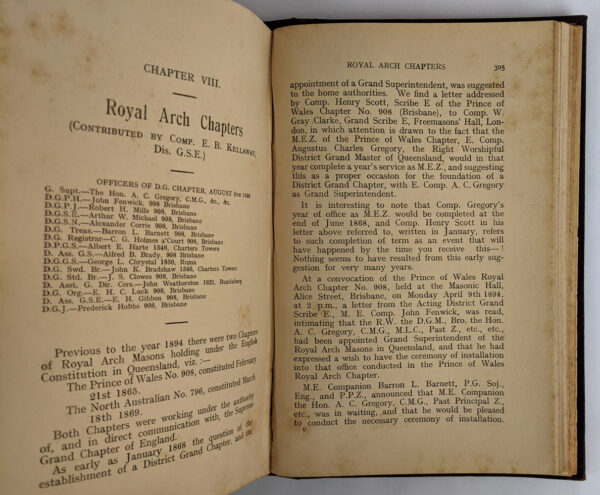 CHAPTER VIII.
Royal Arch Chapters
(CONTRIBUTED BY COMP. E. B. KELLAWAY,
Dis. G.S.E.)
OFFICERS OF D.G. CHAPTER, AUGUST
G. Supt.—The Hon. A. C. Gregory, C.M.G., &c., &c.
D.G.P.H.—John Fenwick, 908 Brisbane
D.G.P.J.—Robert H. Mills 908, Brisbane
D.G.S.E.—Arthur W. Michael 908, Brisbane
D.G.S.N.—Alexander Corrie 908, Brisbane
D.G. Treas.—Barron L. Barnett 908, Brisbane
D.G. Registrar—C. G. Holmes a'Court 908, Brisbane
D.P.G.S.—Albert E. Harte 1546, Charters Towers
D. Ass. G.S.—Alfred B. Brady, 908 Brisbane
D.G.G.S.—George L. Chrystal 1850, Roma
D.G. Swd. Br.—John K. Bradshaw 1546, Charters Towers
D.G. Std. Br.—J. S. Clowes 908, Brisbane
D. Asst. G. Dir. Cers.—John Weatherston 1625, Bundaberg
D.G. Org.—E. H. C. Luck 908, Brisbane
D. Ass. G.S.E.—E. H. Gibbon 908, Brisbane
D.G.J.—Frederick Hobbs 908, Brisbane
Previous to the year 1894 there were two Chapters
of Royal Arch Masons holding under the English
Constitution in Queensland, viz.:—
The Prince of Wales No. 908, constituted February
21st 1865.
The North Australian No. 796, constituted March
18th 1869.
Both Chapters were working under the authority
of, and in direct communication with, the Supreme
Grand Chapter of England.
As early as January 1868 the question of the
establishment of a District Grand Chapter, and the
ROYAL ARCH CHAPTERS 305
appointment of a Grand Superintendent, was suggested
to the home authorities. We find a letter addressed
by Comp. Henry Scott, Scribe E of the Prince of
Wales Chapter No. 908 (Brisbane), to Comp. W.
Gray Clarke, Grand Scribe E, Freemasons' Hall, Lon-
don, in which attention is drawn to the fact that the
M.E.Z. of the Prince of Wales Chapter, E. Comp.
Augustus Charles Gregory, the Right Worshipful
District Grand Master of Queensland, would in that
year complete a year's service as M.E.Z., and suggesting
this as a proper occasion for the foundation of a
District Grand Chapter, with E. Comp. A. C. Gregory
as Grand Superintendent.
It is interesting to note that Comp. Gregory's
year of office as M.E.Z. would be completed at the
end of June 1868, and Comp. Henry Scott in his
letter above referred to, written in January, refers
to such completion of term as an event that will
have happened by the time you receive this—!
Nothing seems to have resulted from this early sug-
gestion for very many years.
At a convocation of the Prince of Wales Royal
Arch Chapter No. 908, held at the Masonic Hall,
Alice Street, Brisbane, on Monday April 9th 1894,
at 2 p.m., a letter from the Acting District Grand
Scribe E., M. E. Comp. John Fenwick, was read,
intimating that the R.W. the D.G.M., Bro. the Hon.
A. C. Gregory, C.M.G., M.L.C., Past Z., etc., etc.,
had been appointed Grand Superintendent of the
Royal Arch Masons in Queensland, and that he had
expressed a wish to have the ceremony of installation
into that office conducted in the Prince of Wales
Royal Arch Chapter.
M.E. Companion Barron L. Barnett, P.G. Soj.,
Eng., and P.P.Z., announced that M.E. Companion
the Hon. A. C. Gregory, C.M.G., Past Principal Z.,
etc., was in waiting, and that he would be pleased
to conduct the necessary ceremony of installation.